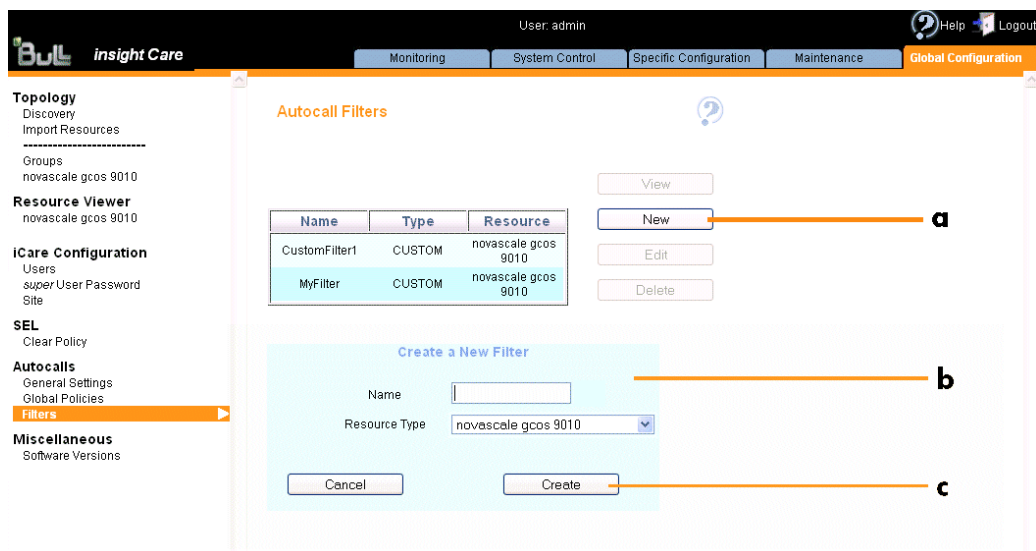 User: admin
Help
Logout
Bull
insight Care
Monitoring
System Control
Specific Configuration
Maintenance
Global Configuration
Topology
Discovery
Import Resources
-------------------------
Groups
novascale gcos 9010
Resource Viewer
novascale gcos 9010
iCare Configuration
Users
super User Password
Site
SEL
Clear Policy
Autocalls
General Settings
Global Policies
Filters
Miscellaneous
Software Versions
Autocall Filters
?
View
New
Edit
Delete
a
Name Type Resource
CustomFilter1 CUSTOM novascale gcos 9010
MyFilter CUSTOM novascale gcos 9010
Create a New Filter
b
Name
Resource Type novascale gcos 9010
Cancel
Create
c